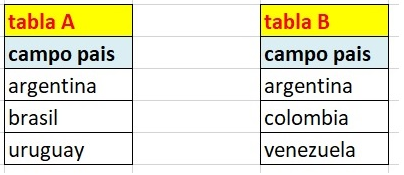 tabla A	tabla B
campo pais	campo pais
argentina	argentina
brasil	colombia
uruguay	venezuela